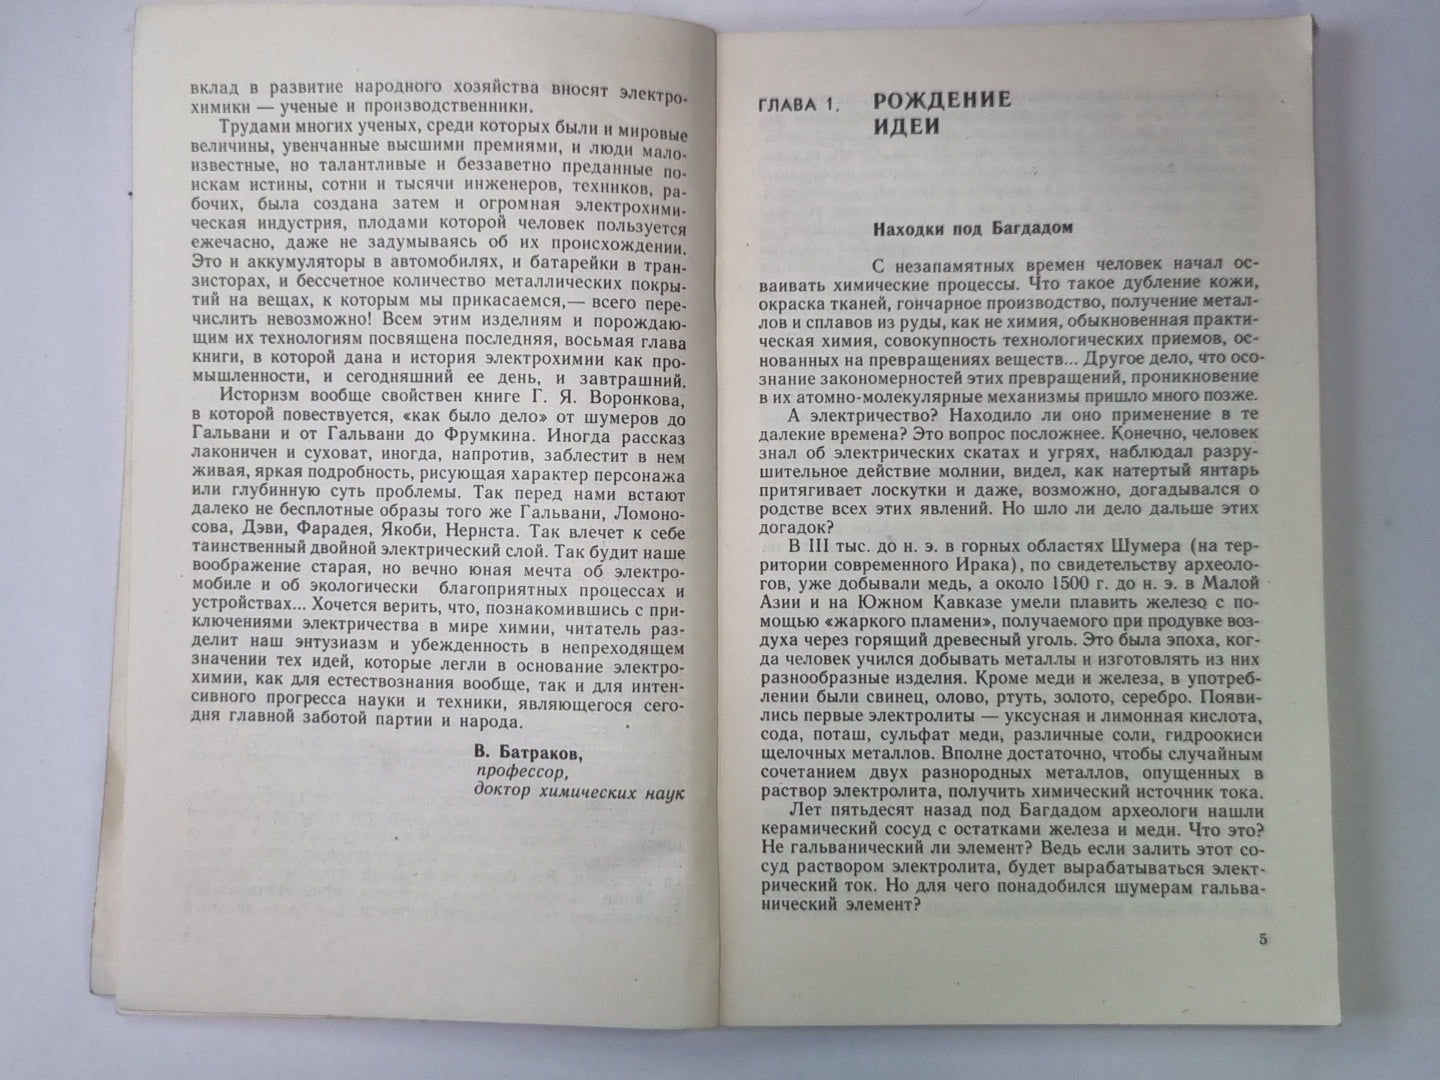 вклад в развитие народного хозяйства вносят электро-
химики — ученые и производственники.
Трудами многих ученых, среди которых были и мировые
величины, увенчанные высшими премиями, и люди мало-
известные, но талантливые и беззаветно преданные по-
искам истины, сотни и тысячи инженеров, техников, ра-
бочих, была создана затем и огромная электрохими-
ческая индустрия, плодами которой человек пользуется
ежечасно, даже не задумываясь об их происхождении.
Это и аккумуляторы в автомобилях, и батарейки в тран-
зисторах, и бессчетное количество металлических покры-
тий на вещах, к которым мы прикасаемся,— всего пере-
числить невозможно! Всем этим изделиям и порождаю-
щим их технологиям посвящена последняя, восьмая глава
книги, в которой дана и история электрохимии как про-
мышленности, и сегодняшний ее день, и завтрашний.
Историзм вообще свойствен книге Г. Я. Воронкова,
в которой повествуется, «как было дело» от шумеров до
Гальвани и от Гальвани до Фрумкина. Иногда рассказ
лаконичен и суховат, иногда, напротив, заблестит в нем
живая, яркая подробность, рисующая характер персонажа
или глубинную суть проблемы. Так перед нами встают
далеко не бесплотные образы того же Гальвани, Ломоно-
сова, Дэви, Фарадея, Якоби, Нернста. Так влечет к себе
таинственный двойной электрический слой. Так будит наше
воображение старая, но вечно юная мечта об электро-
мобиле и об экологически благоприятных процессах и
устройствах... Хочется верить, что, познакомившись с при-
ключениями электричества в мире химии, читатель раз-
делит наш энтузиазм и убежденность в непреходящем
значении тех идей, которые легли в основание электро-
химии, как для естествознания вообще, так и для интен-
сивного прогресса науки и техники, являющегося сего-
дня главной заботой партии и народа.
В. Батраков,
профессор,
доктор химических наук
ГЛАВА 1. РОЖДЕНИЕ
ИДЕИ
Находки под Багдадом
С незапамятных времен человек начал ос-
ваивать химические процессы. Что такое дубление кожи,
окраска тканей, гончарное производство, получение метал-
лов и сплавов из руды, как не химия, обыкновенная практи-
ческая химия, совокупность технологических приемов, ос-
нованных на превращениях веществ... Другое дело, что осо-
знание закономерностей этих превращений, проникновение
в их атомно-молекулярные механизмы пришло много позже.
А электричество? Находило ли оно применение в те
далекие времена? Это вопрос посложнее. Конечно, человек
знал об электрических скатах и угрях, наблюдал разру-
шительное действие молнии, видел, как натертый янтарь
притягивает лоскутки и даже, возможно, догадывался о
родстве всех этих явлений. Но шло ли дело дальше этих
догадок?
В III тыс. до н. э. в горных областях Шумера (на тер-
ритории современного Ирака), по свидетельству археоло-
гов, уже добывали медь, а около 1500 г. до н. э. в Малой
Азии и на Южном Кавказе умели плавить железо с по-
мощью «жаркого пламени», получаемого при продувке воз-
духа через горящий древесный уголь. Это была эпоха, ког-
да человек учился добывать металлы и изготовлять из них
разнообразные изделия. Кроме меди и железа, в употреб-
лении были свинец, олово, ртуть, золото, серебро. Появи-
лись первые электролиты — уксусная и лимонная кислота,
сода, поташ, сульфат меди, различные соли, гидроокиси
щелочных металлов. Вполне достаточно, чтобы случайным
сочетанием двух разнородных металлов, опущенных в
раствор электролита, получить химический источник тока.
Лет пятьдесят назад под Багдадом археологи нашли
керамический сосуд с остатками железа и меди. Что это?
Не гальванический ли элемент? Ведь если залить этот со-
суд раствором электролита, будет вырабатываться элект-
рический ток. Но для чего понадобился шумерам гальва-
нический элемент?
5